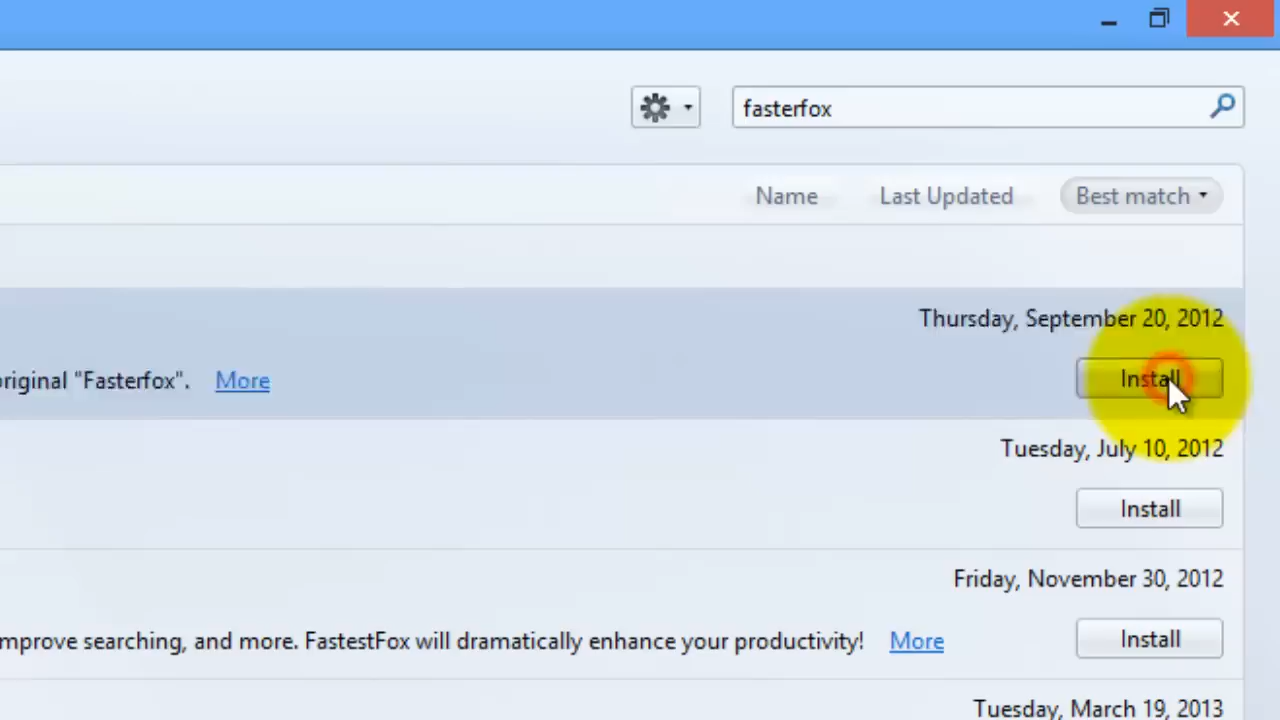 fasterfox
Name Last Updated Best match
Thursday, September 20, 2012
original "Fasterfox". More
Install
Tuesday, July 10, 2012
Install
Friday, November 30, 2012
improve searching, and more. FastestFox will dramatically enhance your productivity! More
Install
Tuesday, March 19, 2013